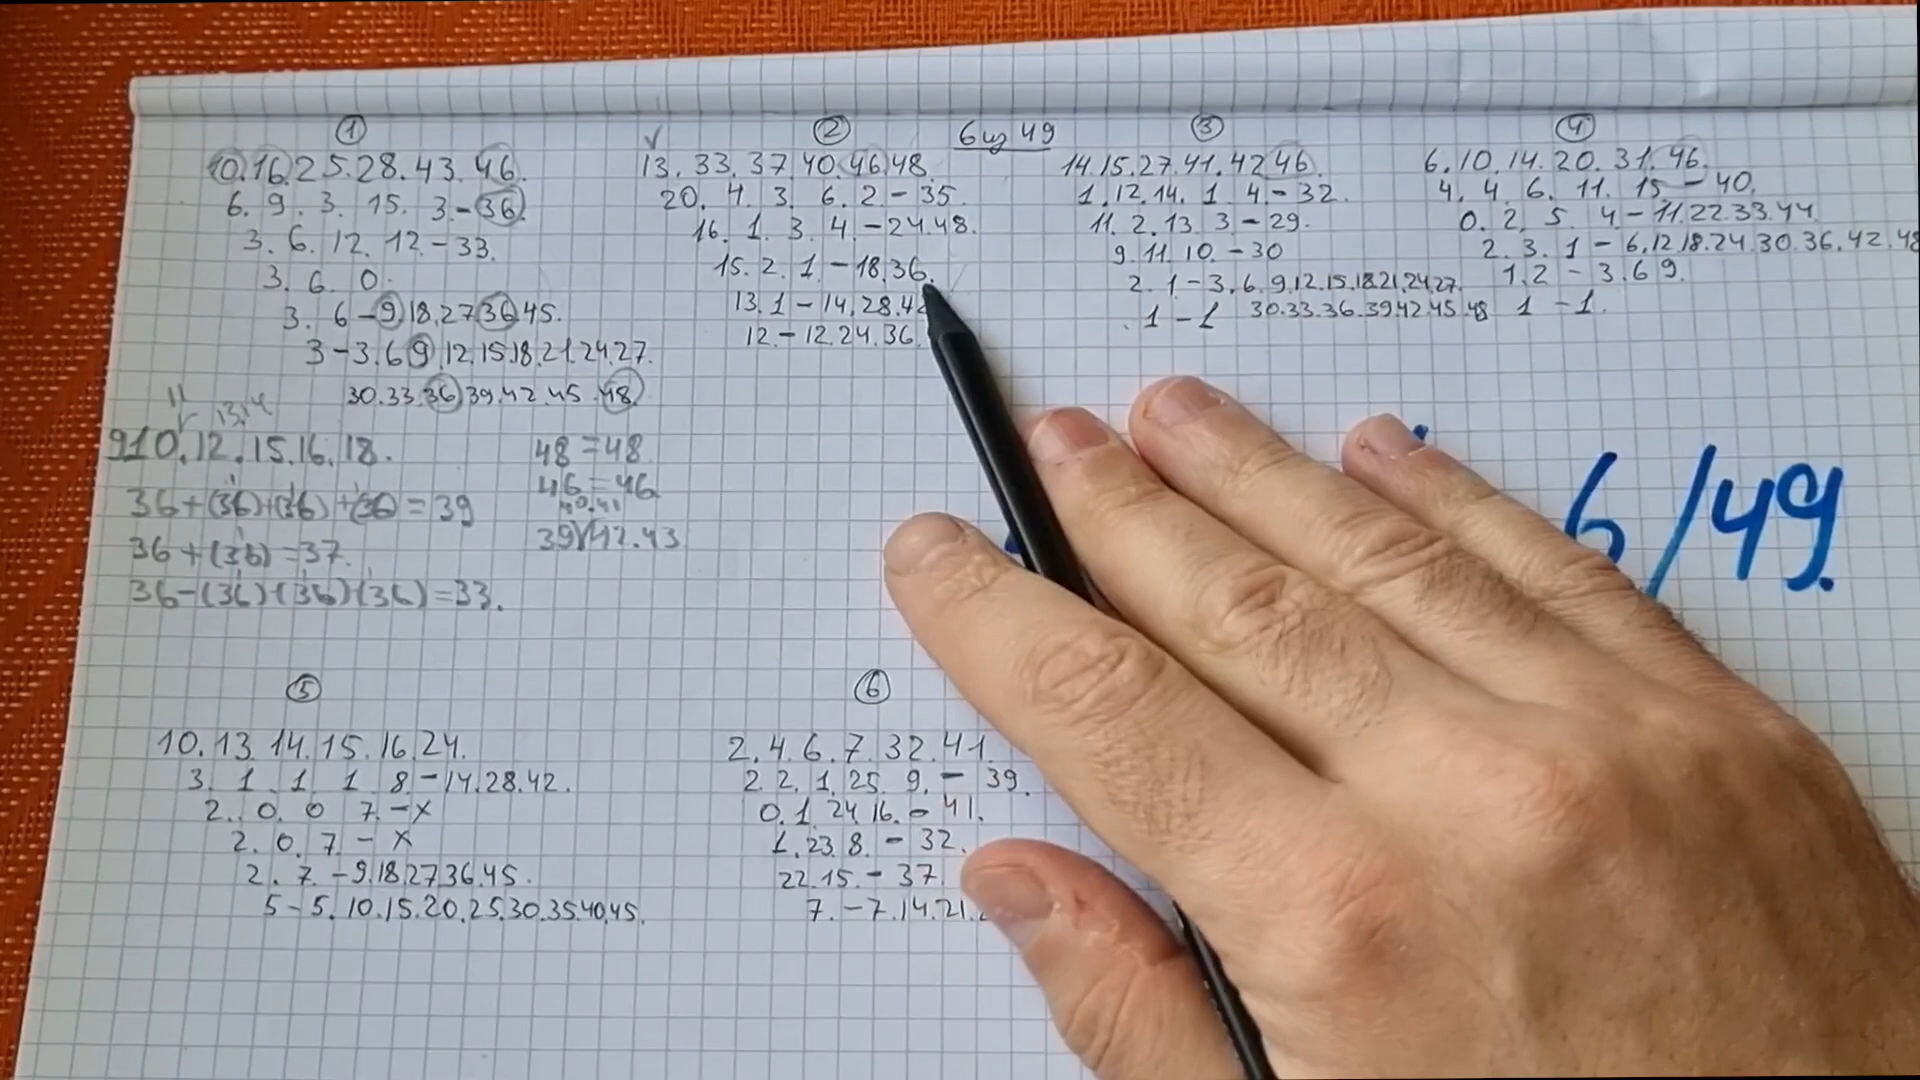 6 из 49
①
10.16.25.28.43.46.
6. 9. 3. 15. 3-36.
3. 6. 12. 12-33.
3. 6. 0.
3. 6-9.18.27.36.45.
3-3.6.9.12.15.18.21.24.27.
30.33.36.39.42.45.48
11
13.14
9 10.12.15.16.18.
36+(36)+(36)+(36)=39
36+(36)=37.
36-(36)-(36)-(36)=33.
48=48
46=46
40.41
39 42.43
②
13.33.37.40.46.48.
20. 4. 3. 6. 2-35.
16. 1. 3. 4.-24.48.
15. 2. 1-18.36.
13.1-14.28.42
12-12.24.36.
③
14.15.27.41.42.46.
1.12.14. 1. 4-32.
11. 2. 13. 3-29.
9.11.10.-30
2. 1-3.6.9.12.15.18.21.24.27.
30.33.36.39.42.45.48
1-1
④
6.10.14.20.31.46.
4. 4. 6. 11. 15-40.
0. 2. 5. 4-11.22.33.44
2. 3. 1-6.12.18.24.30.36.42.48
1.2-3.6.9.
1-1.
6/49.
⑤
10.13.14.15.16.24.
3. 1. 1. 1. 8-14.28.42.
2. 0. 0. 7.-x
2. 0. 7-x
2. 7.-9.18.27.36.45.
5-5.10.15.20.25.30.35.40.45.
⑥
2.4.6.7.32.41.
2.2.1.25.9.-39.
0.1.24.16.-41.
1.23.8.-32.
22.15.-37.
7.-7.14.21.